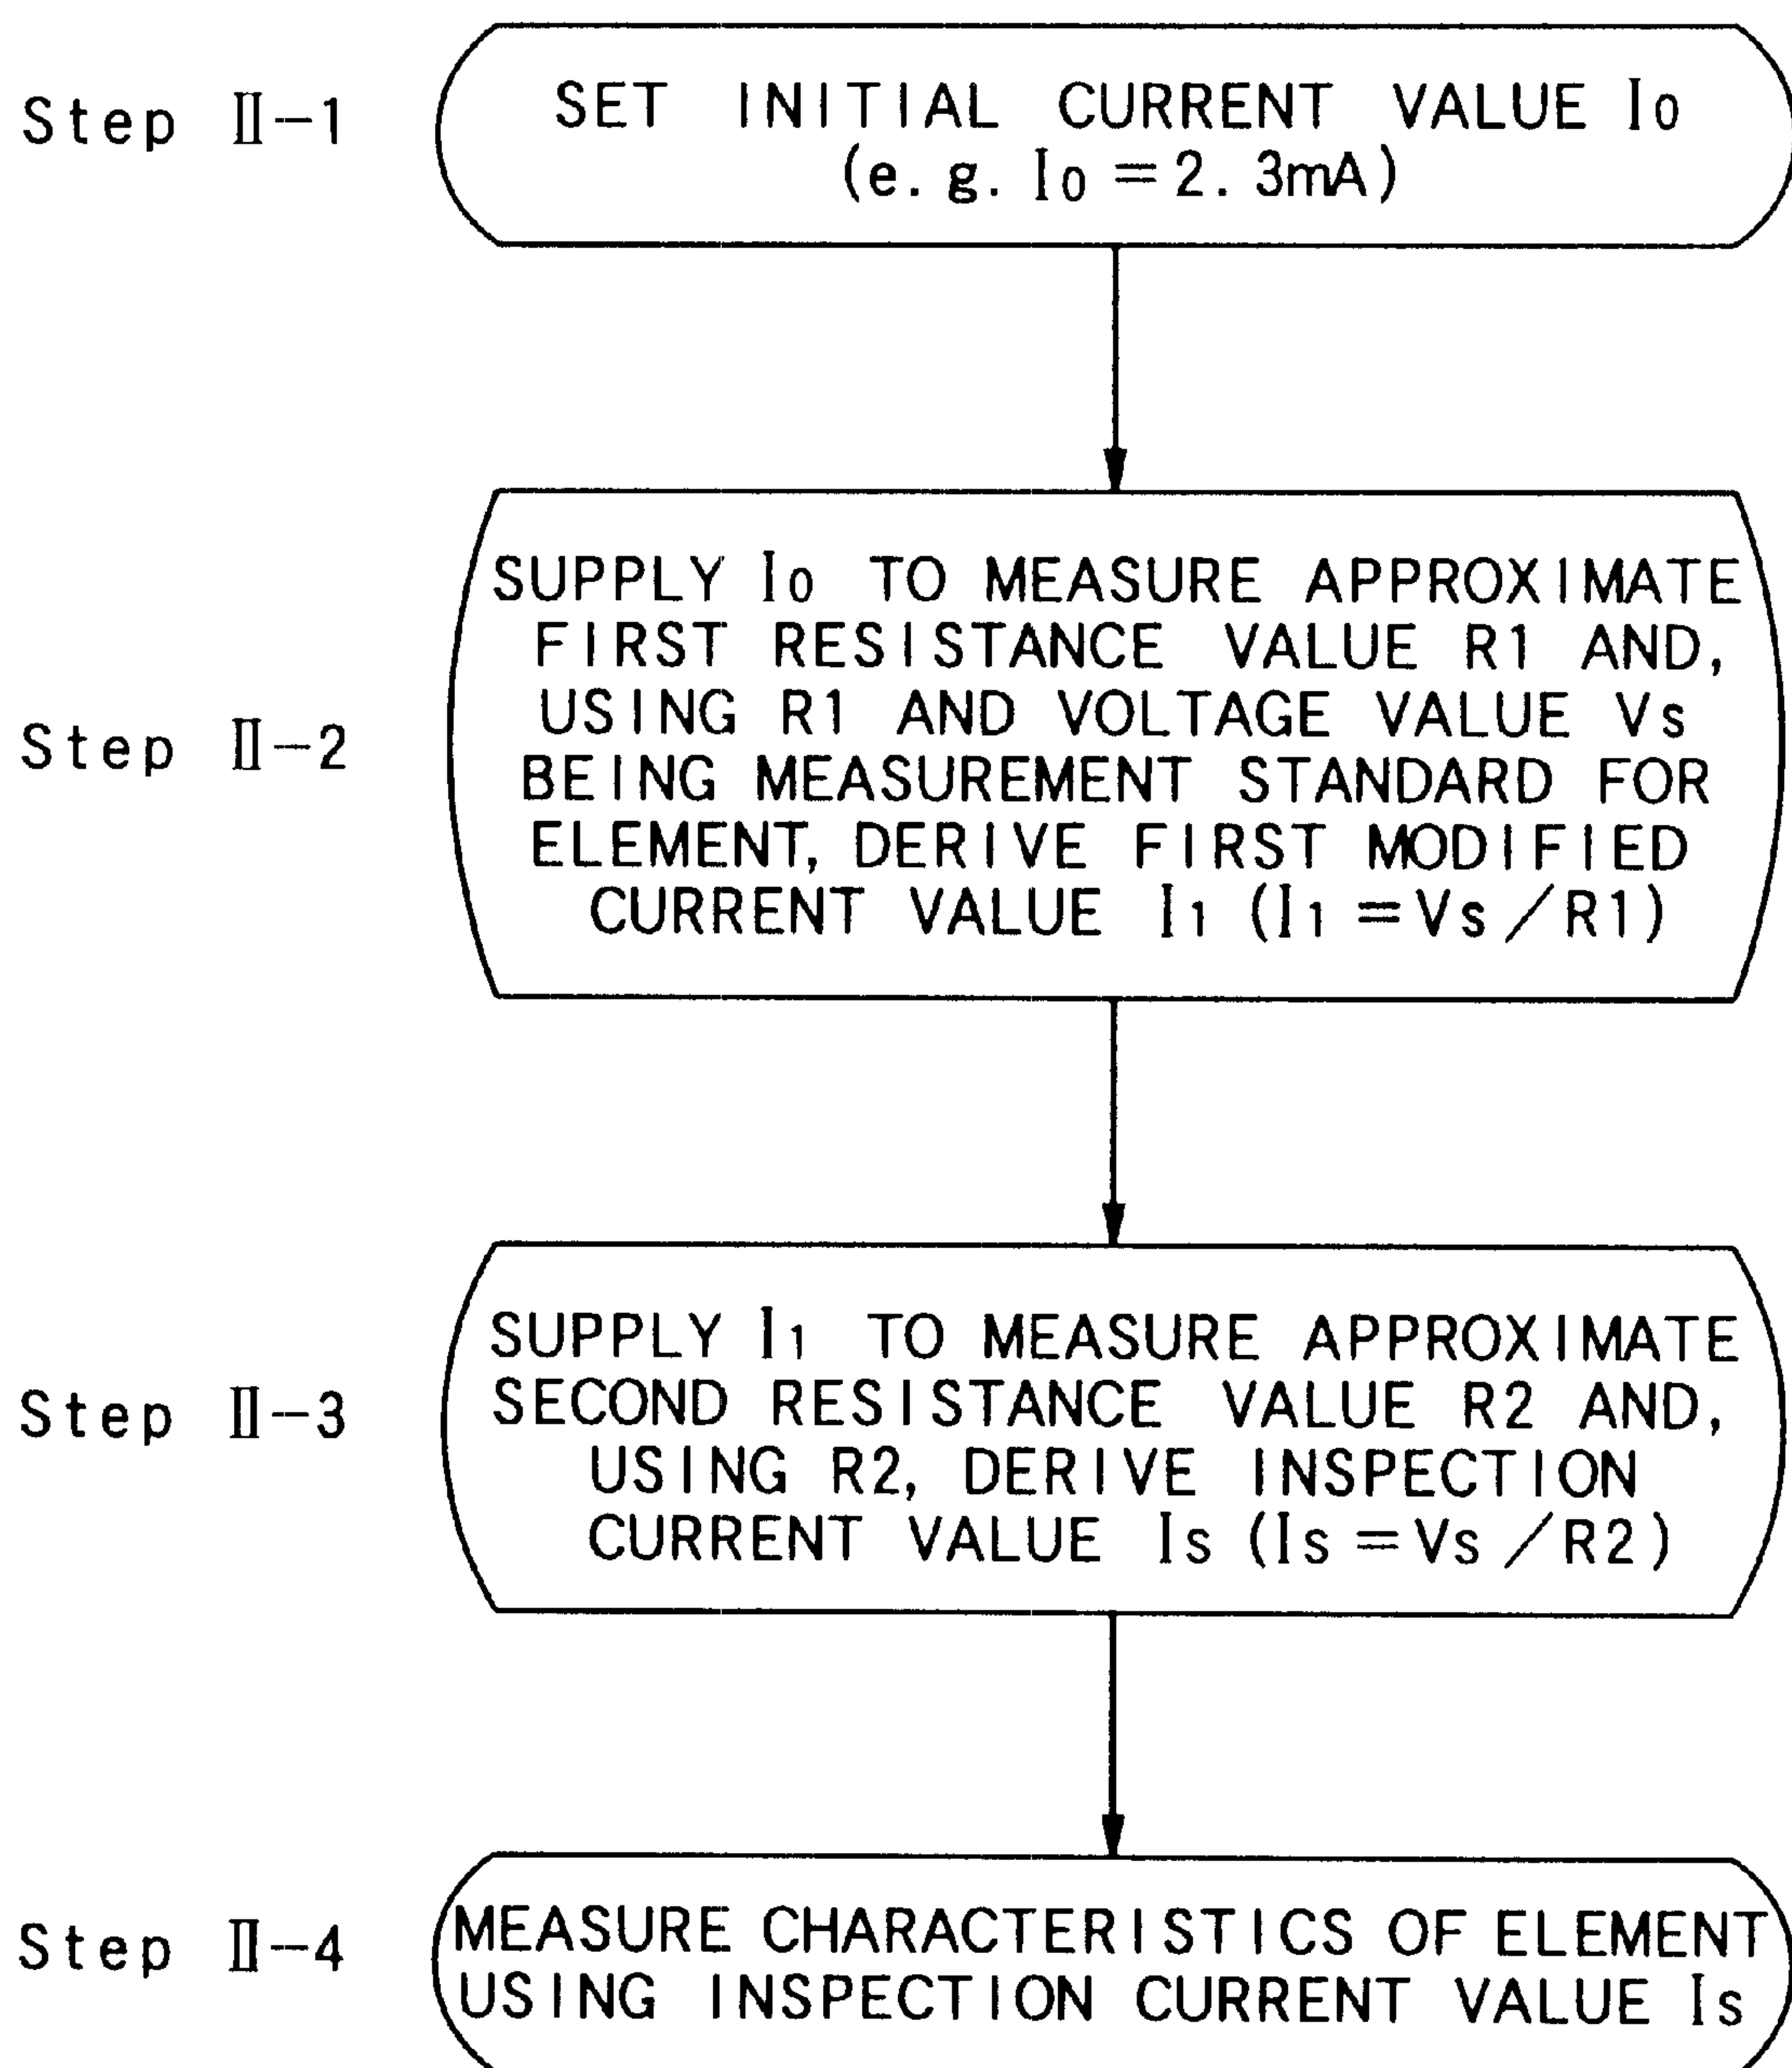 Step Ⅱ-1
SET INITIAL CURRENT VALUE I0
(e. g. I0 = 2. 3mA)
Step Ⅱ-2
SUPPLY I0 TO MEASURE APPROXIMATE
FIRST RESISTANCE VALUE R1 AND,
USING R1 AND VOLTAGE VALUE Vs
BEING MEASUREMENT STANDARD FOR
ELEMENT, DERIVE FIRST MODIFIED
CURRENT VALUE I1 (I1 = Vs / R1)
Step Ⅱ-3
SUPPLY I1 TO MEASURE APPROXIMATE
SECOND RESISTANCE VALUE R2 AND,
USING R2, DERIVE INSPECTION
CURRENT VALUE Is (Is = Vs / R2)
Step Ⅱ-4
MEASURE CHARACTERISTICS OF ELEMENT
USING INSPECTION CURRENT VALUE Is